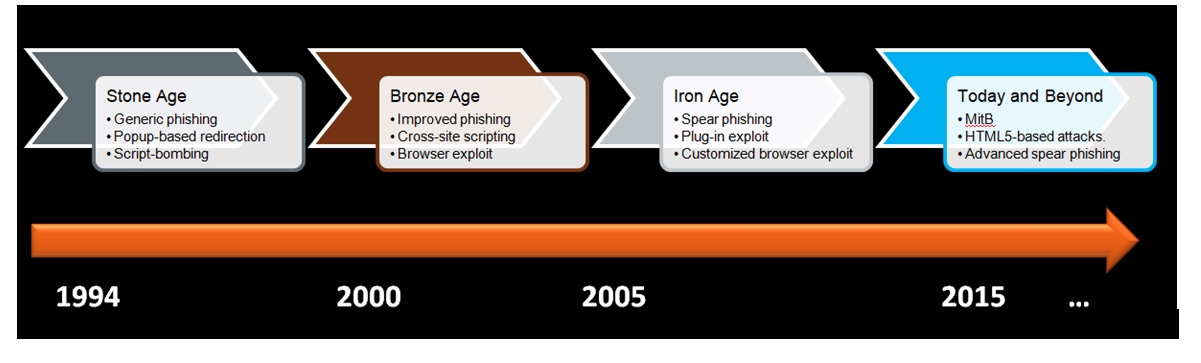 Stone Age
• Generic phishing
• Popup-based redirection
• Script-bombing
Bronze Age
• Improved phishing
• Cross-site scripting
• Browser exploit
Iron Age
• Spear phishing
• Plug-in exploit
• Customized browser exploit
Today and Beyond
• MitB
• HTML5-based attacks.
• Advanced spear phishing
1994 2000 2005 2015 ...